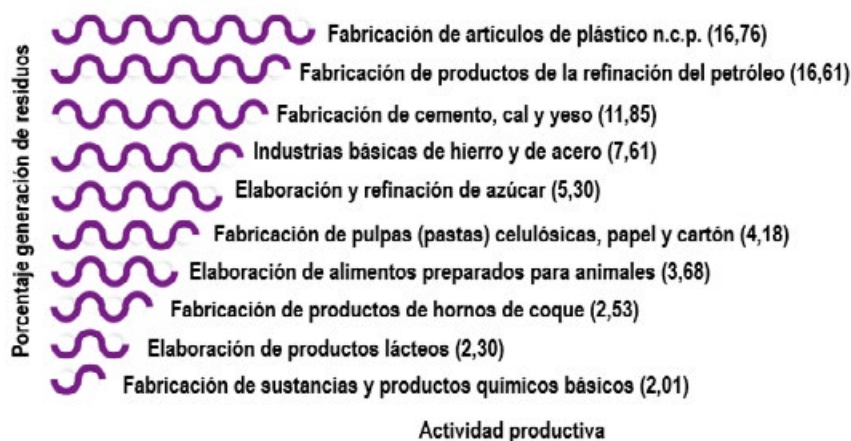 Porcentaje generación de residuos
Fabricación de artículos de plástico n.c.p. (16,76)
Fabricación de productos de la refinación del petróleo (16,61)
Fabricación de cemento, cal y yeso (11,85)
Industrias básicas de hierro y de acero (7,61)
Elaboración y refinación de azúcar (5,30)
Fabricación de pulpas (pastas) celulósicas, papel y cartón (4,18)
Elaboración de alimentos preparados para animales (3,68)
Fabricación de productos de hornos de coque (2,53)
Elaboración de productos lácteos (2,30)
Fabricación de sustancias y productos químicos básicos (2,01)
Actividad productiva